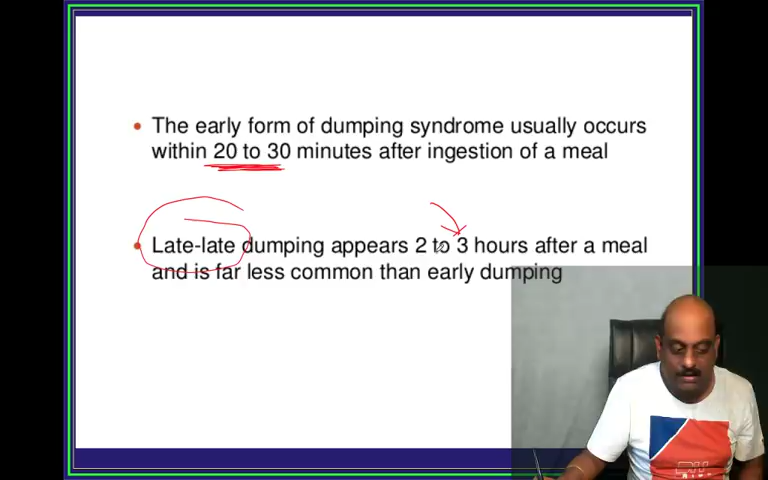 The early form of dumping syndrome usually occurs
within 20 to 30 minutes after ingestion of a meal
Late-late dumping appears 2 to 3 hours after a meal
and is far less common than early dumping